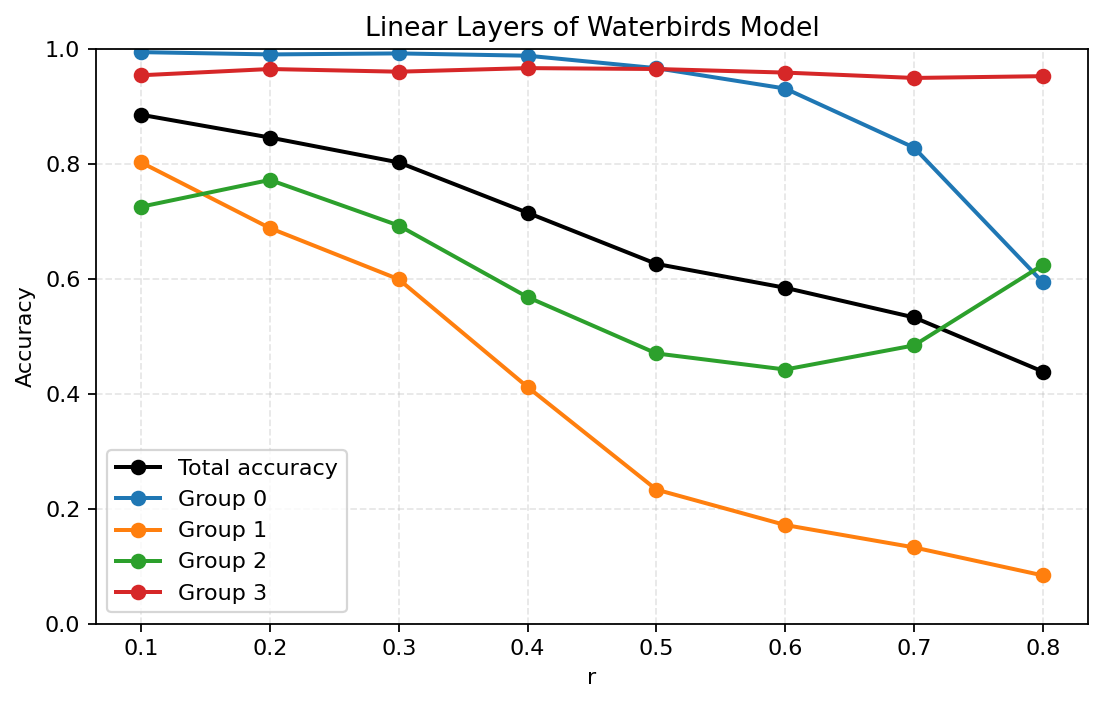 Linear Layers of Waterbirds Model
1.0
0.8
0.6
0.4
0.2
0.0
Accuracy
Total accuracy
Group 0
Group 1
Group 2
Group 3
0.1 0.2 0.3 0.4 0.5 0.6 0.7 0.8
r